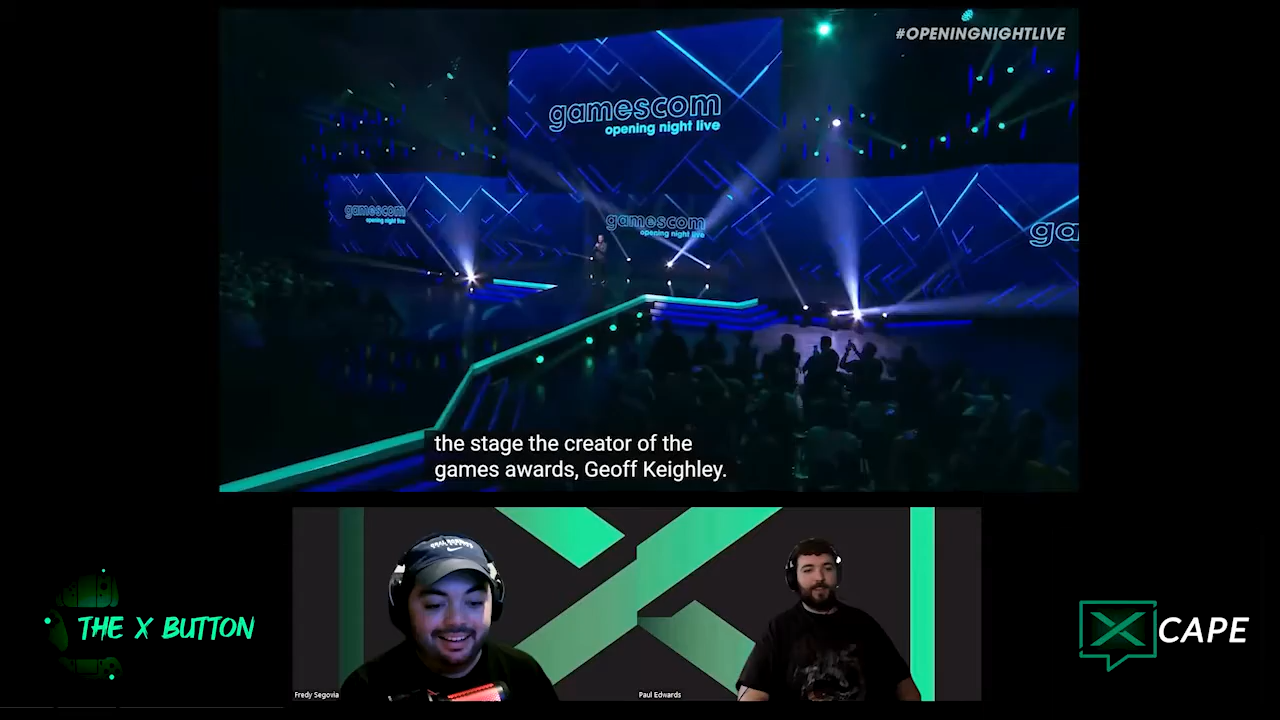 #OPENINGNIGHTLIVE
gamescom
opening night live
gamescom
opening night live
gamescom
opening night live
ga
the stage the creator of the
games awards, Geoff Keighley.
Fredy Segovia
Paul Edwards
THE X BUTTON
X CAPE